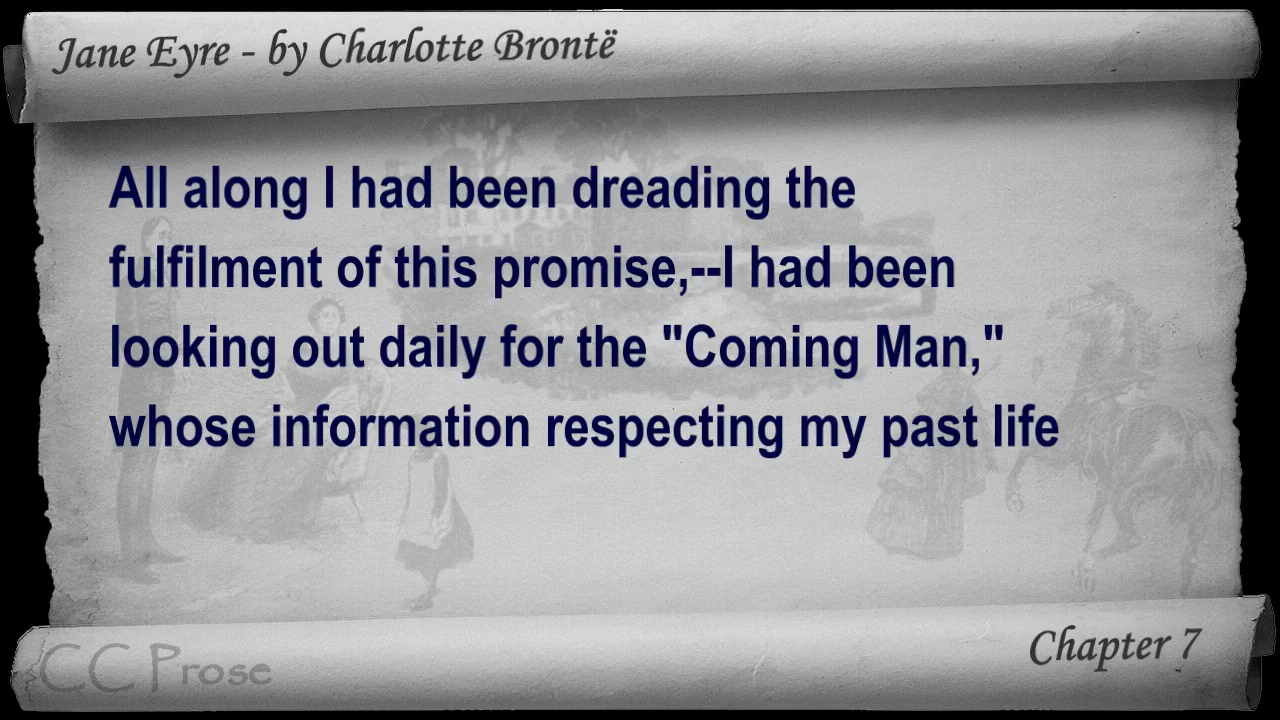 Jane Eyre - by Charlotte Brontë
All along I had been dreading the
fulfilment of this promise,--I had been
looking out daily for the "Coming Man,"
whose information respecting my past life
Chapter 7
CC Prose